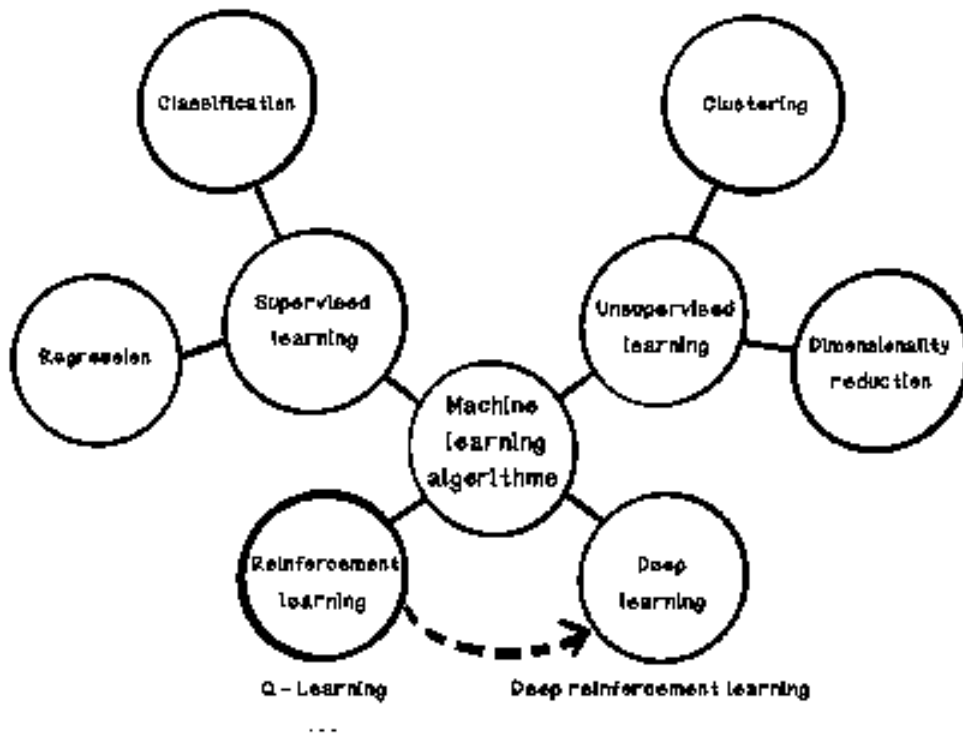 Classification
Clustering
Supervised
learning
Unsupervised
learning
Regression
Dimensionality
reduction
Machine
learning
algorithms
Reinforcement
learning
Deep
learning
Q - Learning
Deep reinforcement learning
...